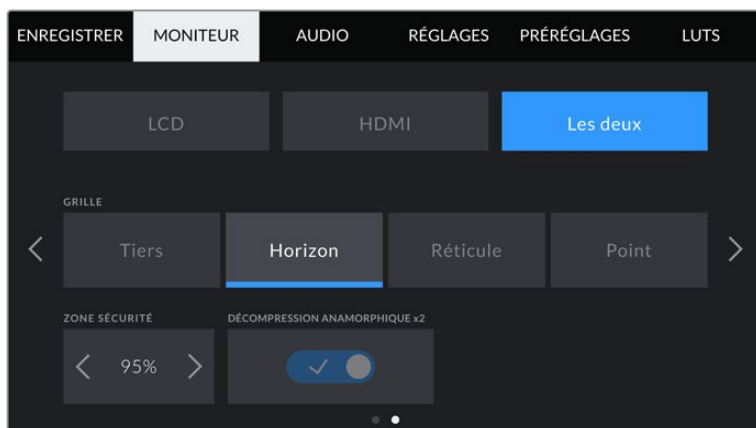 ENREGISTRER MONITEUR AUDIO RÉGLAGES PRÉRÉGLAGES LUTS
LCD HDMI Les deux
GRILLE
Tiers Horizon Réticule Point
ZONE SÉCURITÉ DÉCOMPRESSION ANAMORPHIQUE x2
95%